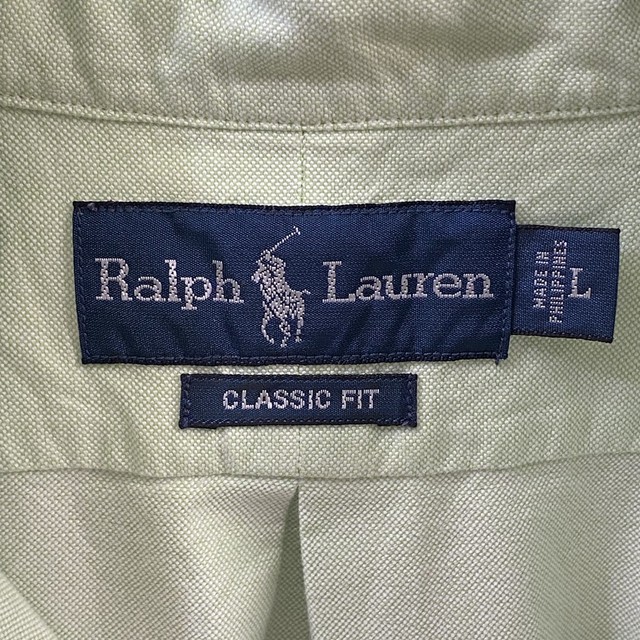 Ralph Lauren
MADE IN
PHILIPPINES
L
CLASSIC FIT